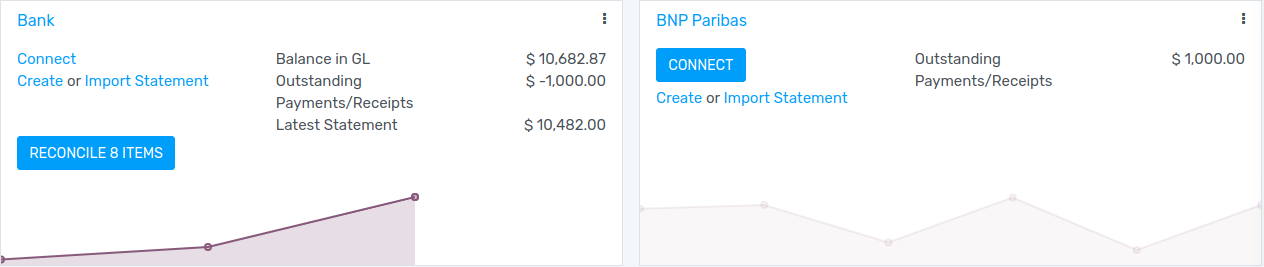 Bank
Connect
Create or Import Statement
RECONCILE 8 ITEMS
Balance in GL $ 10,682.87
Outstanding $ -1,000.00
Payments/Receipts
Latest Statement $ 10,482.00
BNP Paribas
CONNECT
Create or Import Statement
Outstanding $ 1,000.00
Payments/Receipts